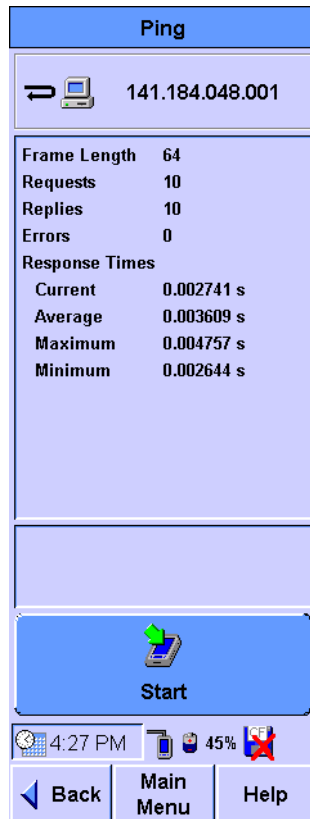 Ping
141.184.048.001
Frame Length 64
Requests 10
Replies 10
Errors 0
Response Times
Current 0.002741 s
Average 0.003609 s
Maximum 0.004757 s
Minimum 0.002644 s
Start
4:27 PM 45% CF
Back Main Menu Help